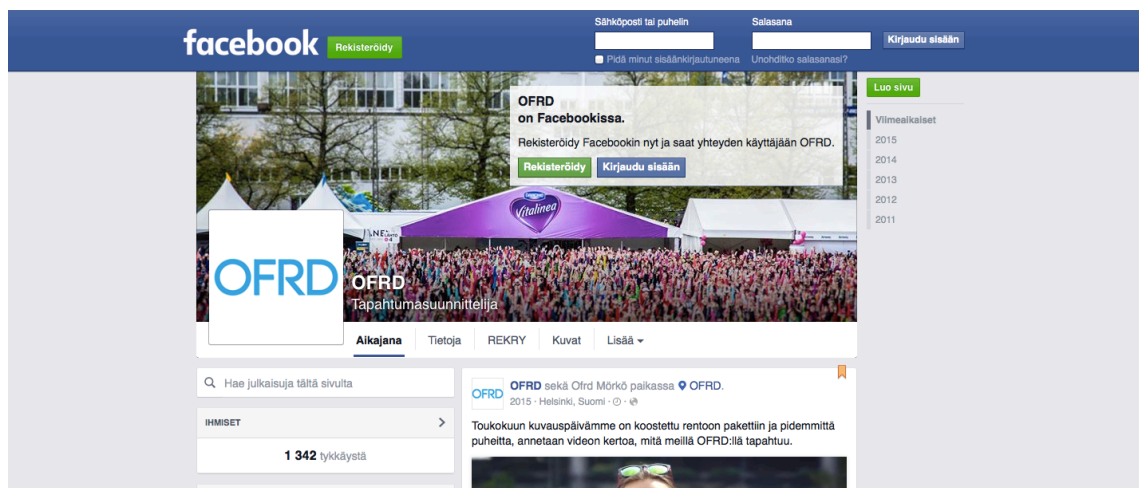 Sähköposti tai puhelin
Salasana
facebook
Rekisteröidy
Kirjaudu sisään
Pidä minut sisäänkirjautuneena
Unohditko salasanasi?
Luo sivu
Viimeaikaiset
2015
2014
2013
2012
2011
OFRD
on Facebookissa.
Rekisteröidy Facebookin nyt ja saat yhteyden käyttäjään OFRD.
Rekisteröidy
Kirjaudu sisään
Vitalinea
OFRD
OFRD
Tapahtumasuunnittelija
Aikajana
Tietoja
REKRY
Kuvat
Lisää
Hae julkaisuja tältä sivulta
IHMISET
1 342 tykkäystä
OFRD
OFRD sekä Ofrd Mörkö paikassa OFRD.
2015 · Helsinki, Suomi ·
Toukokuun kuvauspäivämme on koostettu rentoon pakettiin ja pidemmittä
puheitta, annetaan videon kertoa, mitä meillä OFRD:llä tapahtuu.